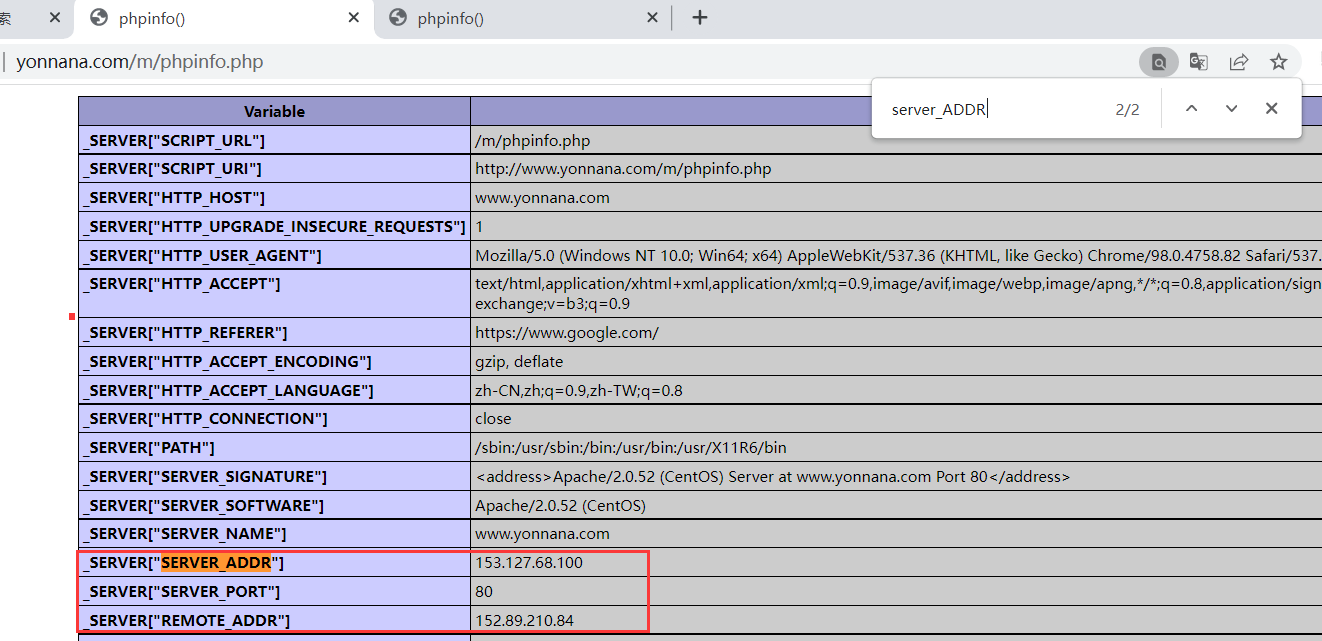 索
phpinfo()
phpinfo()
yonnana.com/m/phpinfo.php
server_ADDR 2/2
Variable
_SERVER["SCRIPT_URL"] /m/phpinfo.php
_SERVER["SCRIPT_URI"] http://www.yonnana.com/m/phpinfo.php
_SERVER["HTTP_HOST"] www.yonnana.com
_SERVER["HTTP_UPGRADE_INSECURE_REQUESTS"] 1
_SERVER["HTTP_USER_AGENT"] Mozilla/5.0 (Windows NT 10.0; Win64; x64) AppleWebKit/537.36 (KHTML, like Gecko) Chrome/98.0.4758.82 Safari/537.
_SERVER["HTTP_ACCEPT"] text/html,application/xhtml+xml,application/xml;q=0.9,image/avif,image/webp,image/apng,*/*;q=0.8,application/sign
exchange;v=b3;q=0.9
_SERVER["HTTP_REFERER"] https://www.google.com/
_SERVER["HTTP_ACCEPT_ENCODING"] gzip, deflate
_SERVER["HTTP_ACCEPT_LANGUAGE"] zh-CN,zh;q=0.9,zh-TW;q=0.8
_SERVER["HTTP_CONNECTION"] close
_SERVER["PATH"] /sbin:/usr/sbin:/bin:/usr/bin:/usr/X11R6/bin
_SERVER["SERVER_SIGNATURE"] <address>Apache/2.0.52 (CentOS) Server at www.yonnana.com Port 80</address>
_SERVER["SERVER_SOFTWARE"] Apache/2.0.52 (CentOS)
_SERVER["SERVER_NAME"] www.yonnana.com
_SERVER["SERVER_ADDR"] 153.127.68.100
_SERVER["SERVER_PORT"] 80
_SERVER["REMOTE_ADDR"] 152.89.210.84